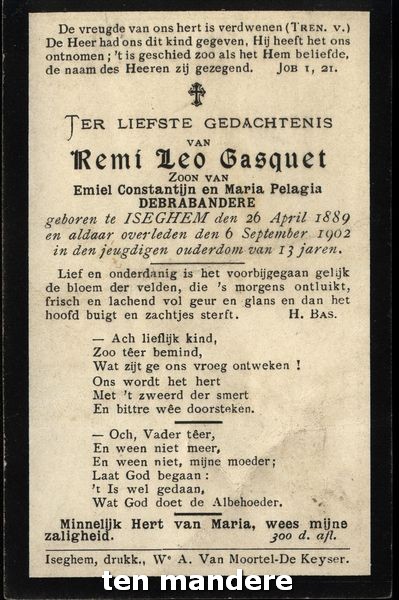 De vreugde van ons hert is verdwenen (TREN. V.)
De Heer had ons dit kind gegeven, Hij heeft het ons
ontnomen; 't is geschied zoo als het Hem beliefde,
de naam des Heeren zij gezegend. JOB 1, 21.
TER LIEFSTE GEDACHTENIS
VAN
Remi Leo Gasquet
ZOON VAN
Emiel Constantijn en Maria Pelagia
DEBRABANDERE
geboren te ISEGHEM den 26 April 1889
en aldaar overleden den 6 September 1902
in den jeugdigen ouderdom van 13 jaren.
Lief en onderdanig is het voorbijgegaan gelijk
de bloem der velden, die 's morgens ontluikt,
frisch en lachend vol geur en glans en dan het
hoofd buigt en zachtjes sterft. H. BAS.
— Ach lieflijk kind,
Zoo têer bemind,
Wat zijt ge ons vroeg ontweken !
Ons wordt het hert
Met 't zweerd der smert
En bittre wêe doorsteken.
— Och, Vader têer,
En ween niet meer,
En ween niet, mijne moeder;
Laat God begaan :
't Is wel gedaan,
Wat God doet de Albehoeder.
Minnelijk Hert van Maria, wees mijne
zaligheid. 300 d. afl.
Iseghem, drukk., We A. Van Moortel-De Keyser.
ten mandere